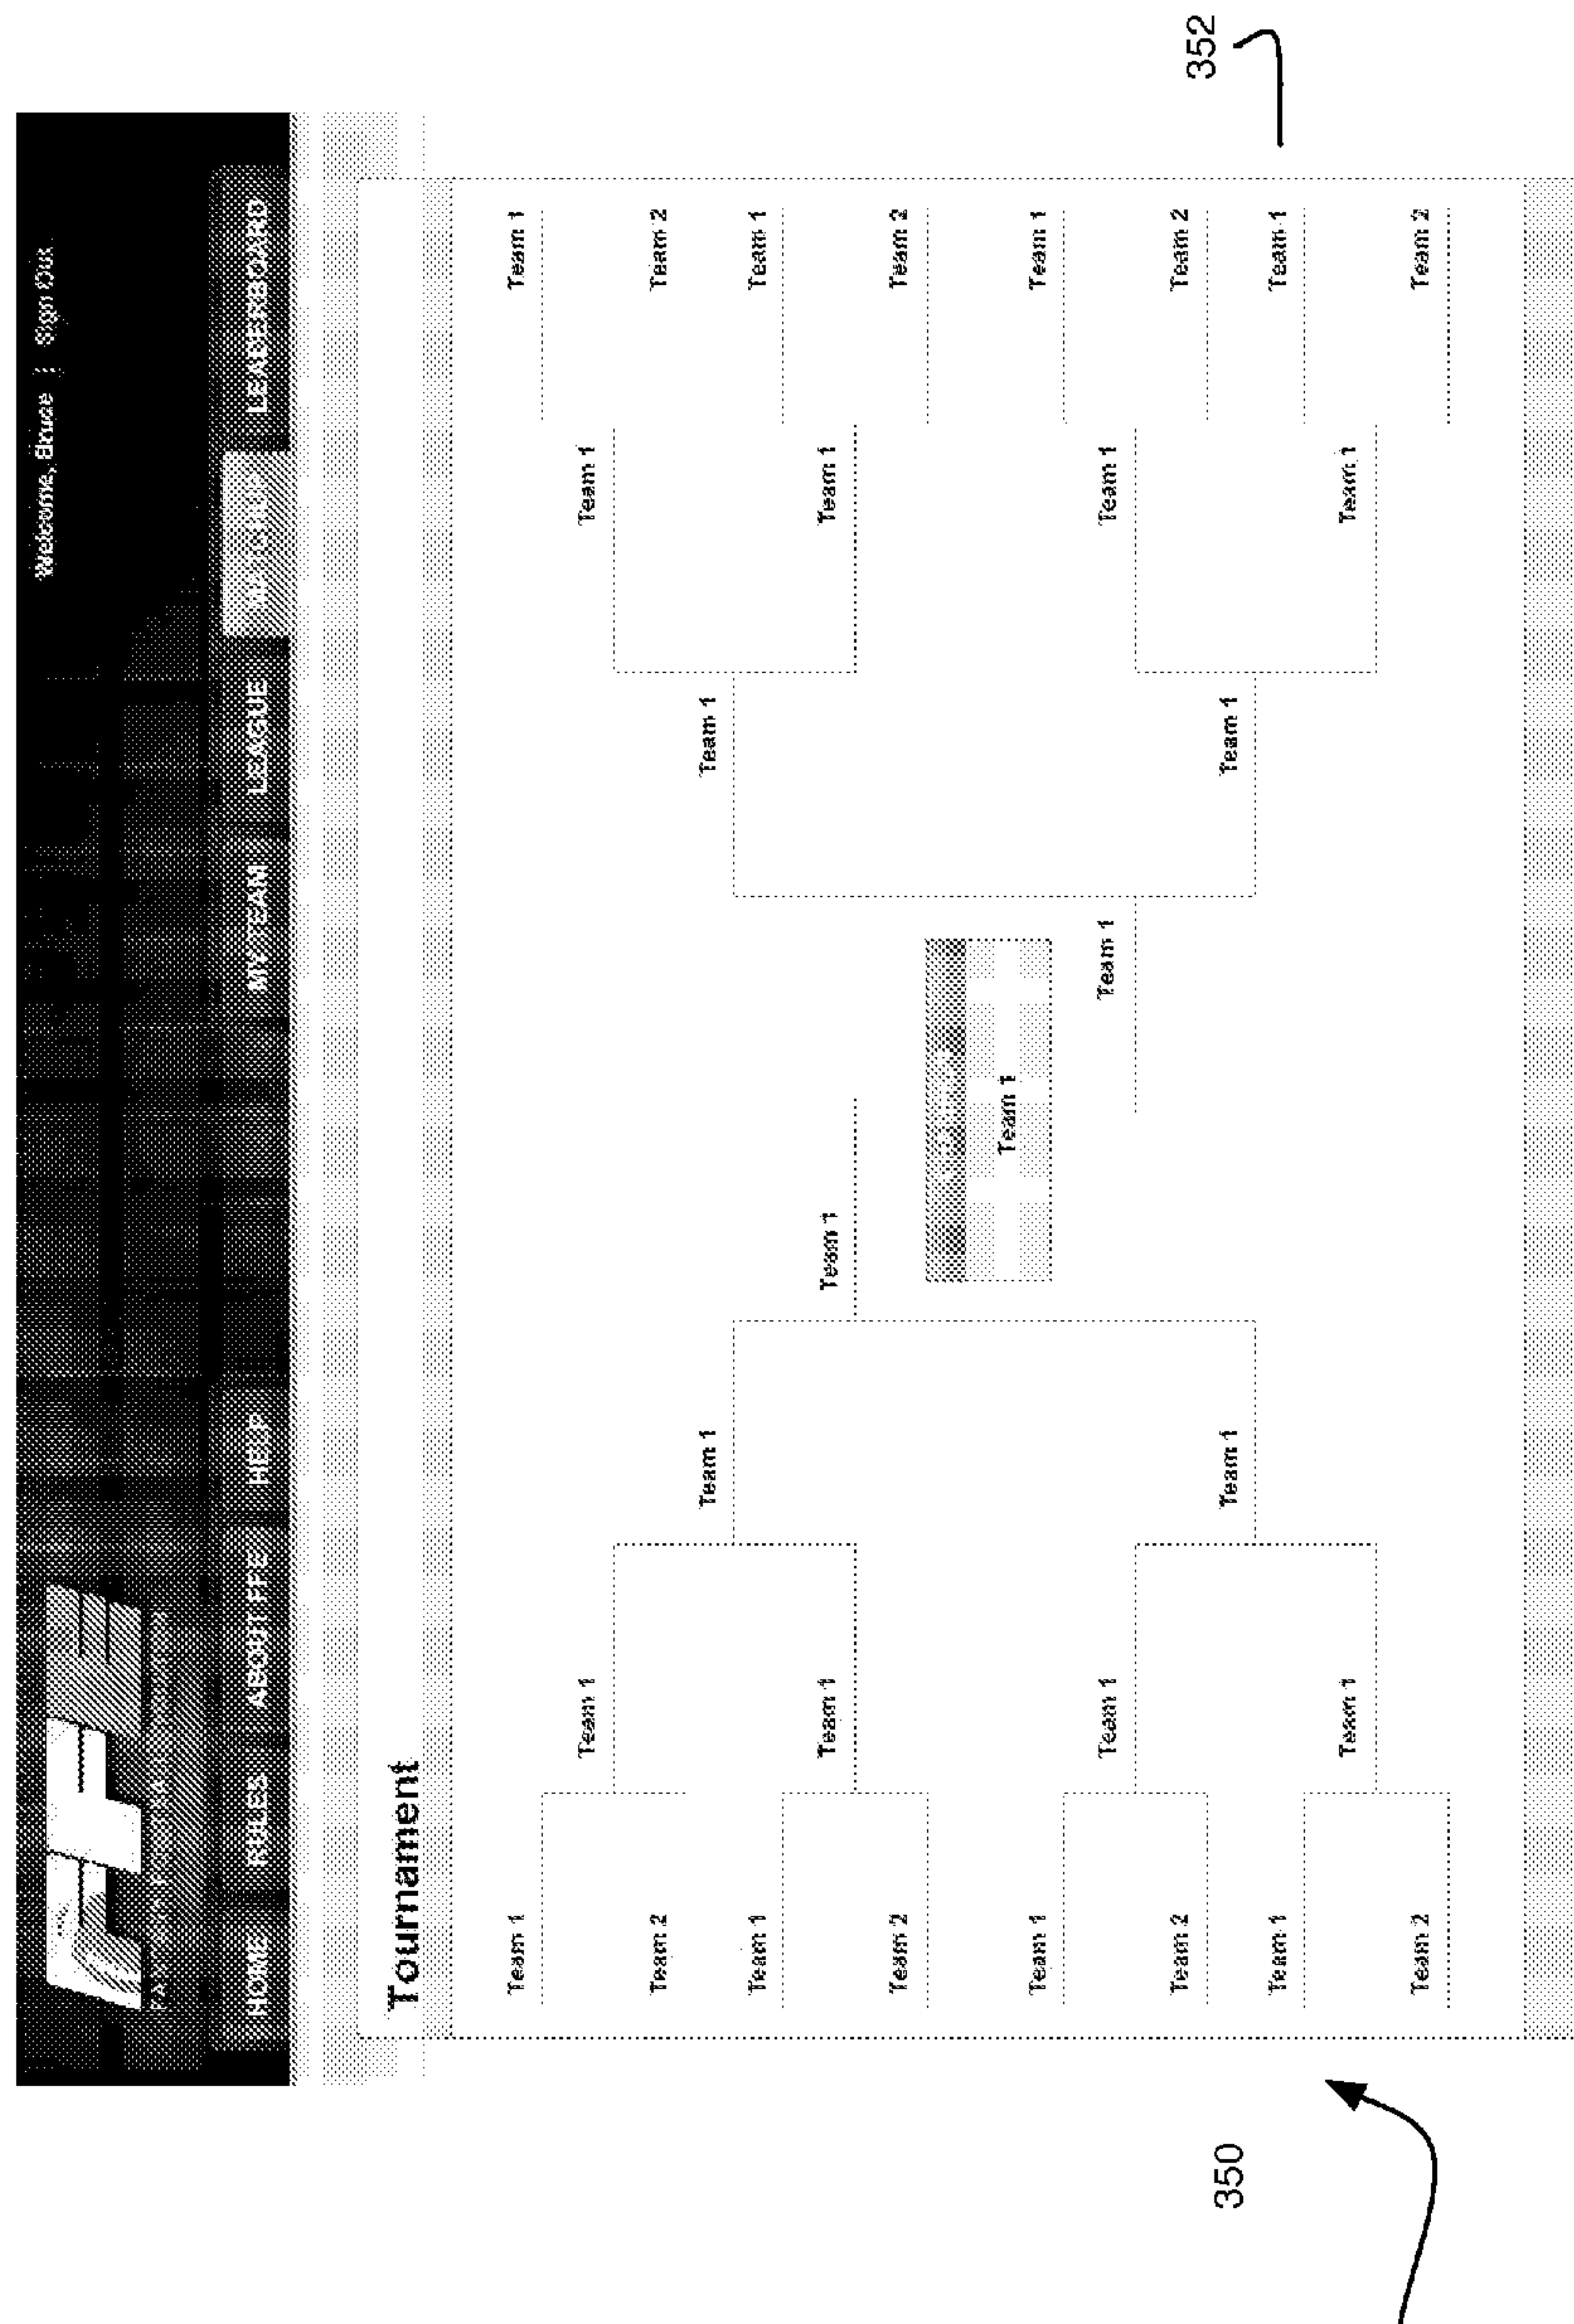 Welcome, Bruce | Sign Out
FFE
HOME RULES ABOUT FFE HELP MY TEAM LEAGUE LEADERBOARD
Tournament
Team 1 Team 1
Team 1 Team 1
Team 2 Team 2
Team 1 Team 1
Team 1 Team 1
Team 1 Team 1 Team 1
Team 2 Team 2
Team 1
Team 1 Team 1
Team 1 Team 1 Team 1
Team 2 Team 2
352
350
Team 1 Team 1
Team 1 Team 1
Team 1 Team 1
Team 2 Team 2